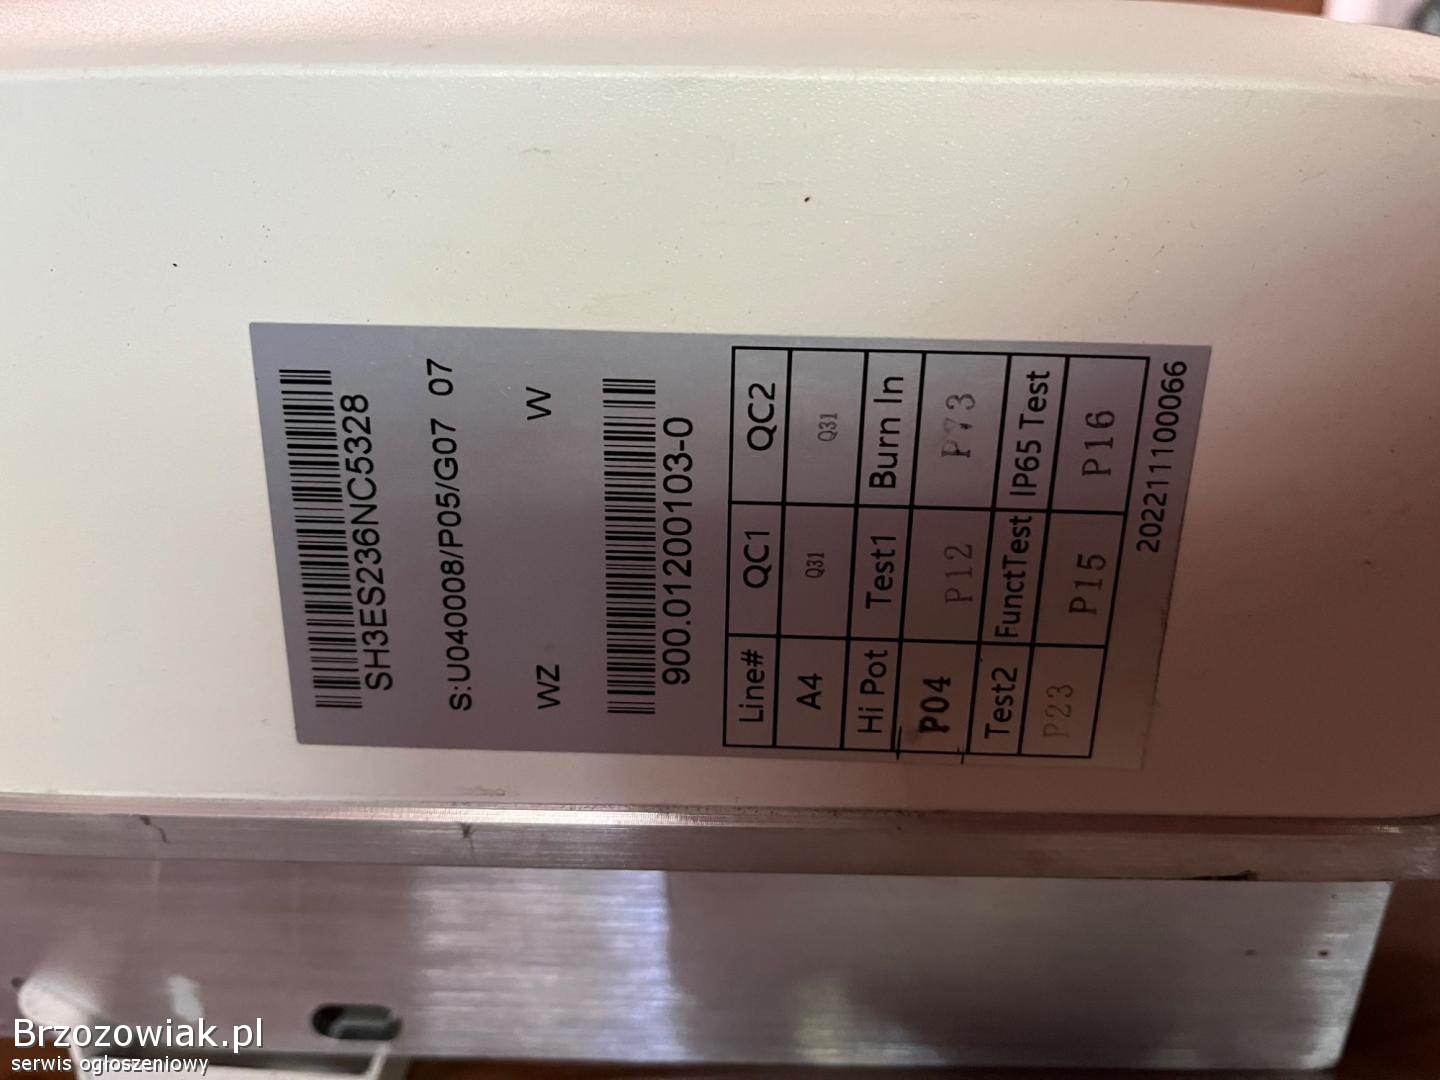 SH3ES236NC5328
S:U040008/P05/G07 07
WZ W
900.01200103-0
Line# QC1 QC2
A4 Q31 Q31
Hi Pot Test1 Burn In
P04 P12 P73
Test2 FunctTest IP65 Test
P23 P15 P16
2022111100066
Brzozowiak.pl
serwis ogłoszeniowy